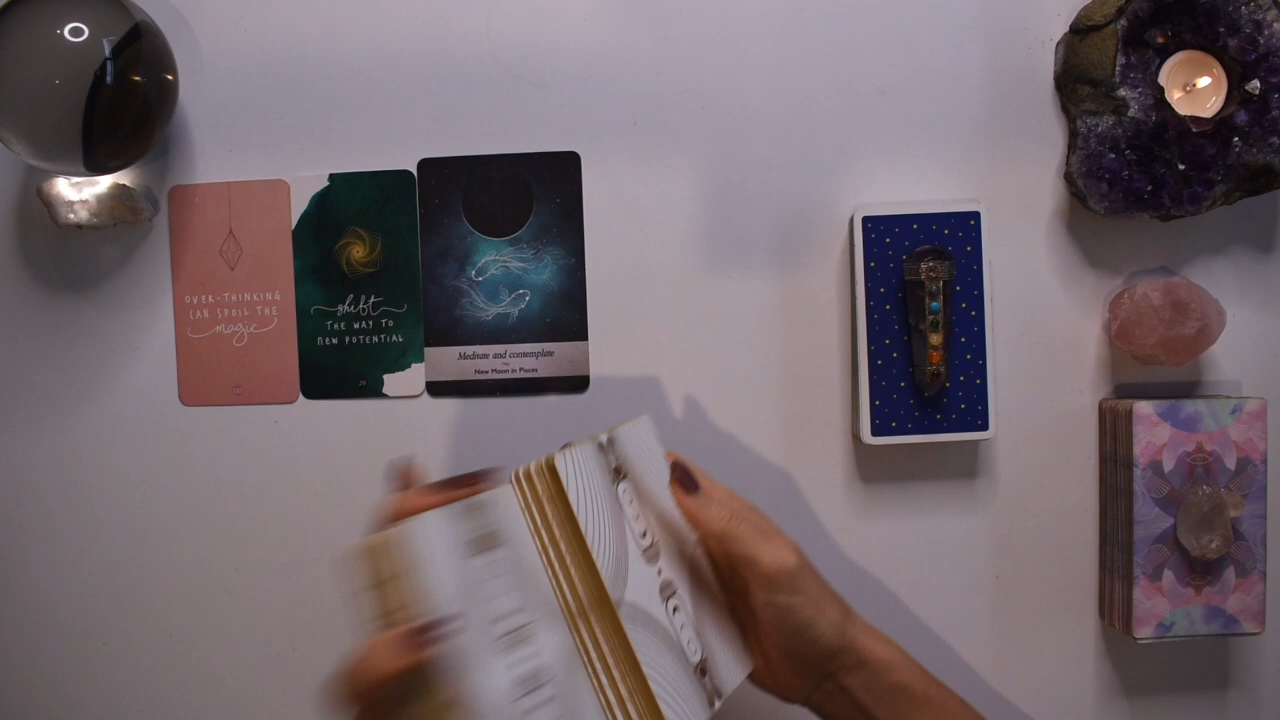 OVER-THINKING
CAN SPOIL THE
magic
shift
THE WAY TO
NEW POTENTIAL
29
Meditate and contemplate
New Moon in Pisces